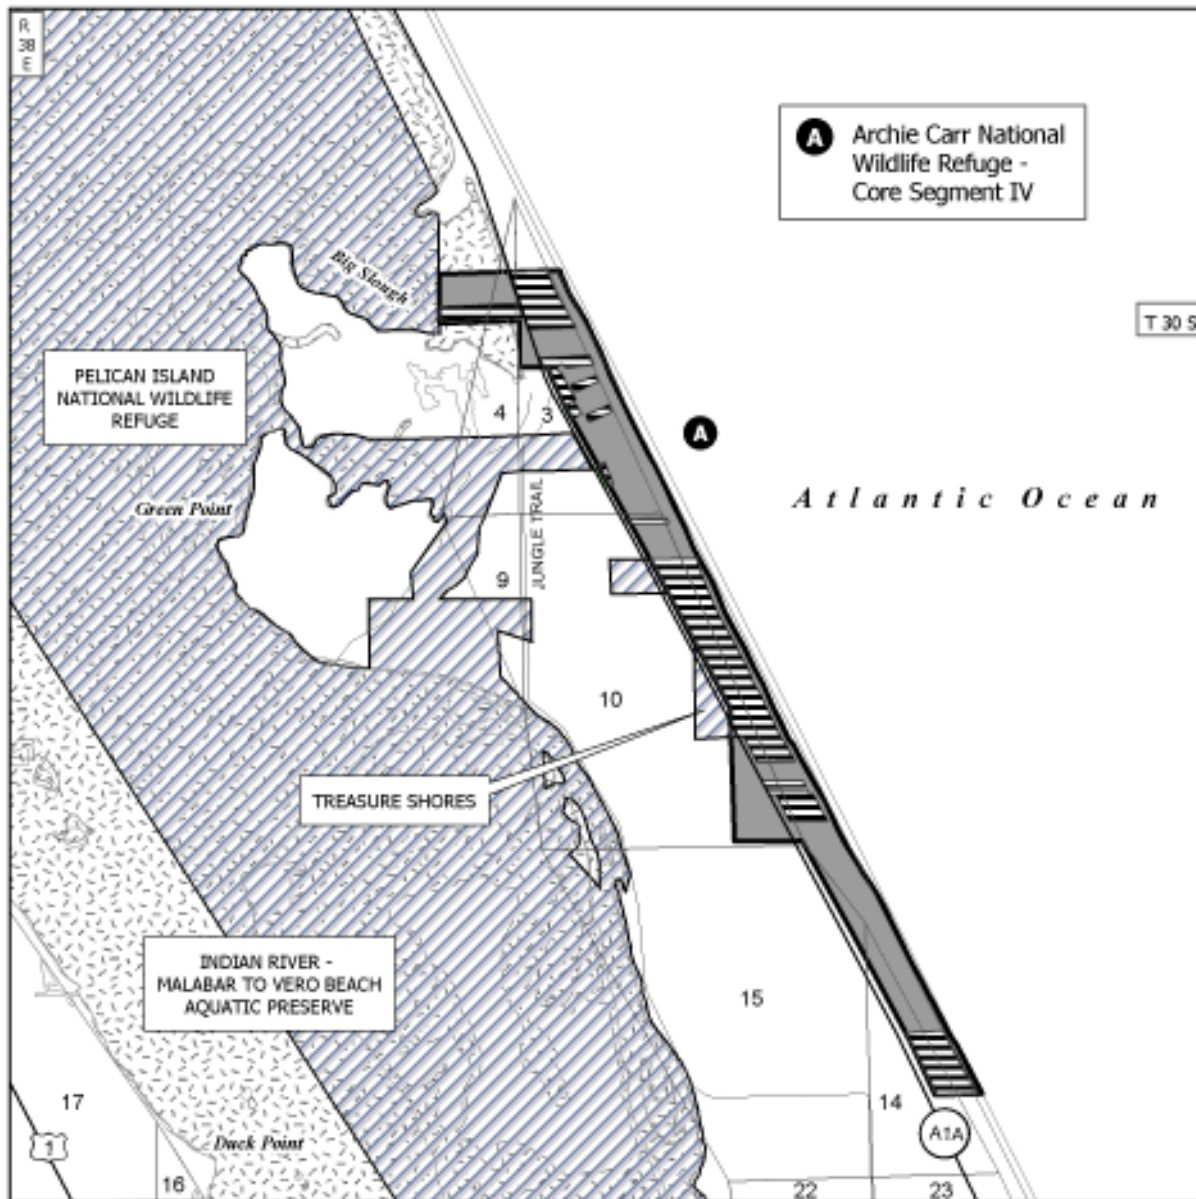 R
38
E
A Archie Carr National
Wildlife Refuge -
Core Segment IV
Big Slough
T 30 S
PELICAN ISLAND
NATIONAL WILDLIFE
REFUGE
4
3
A
Atlantic Ocean
Green Point
JUNGLE TRAIL
9
10
TREASURE SHORES
INDIAN RIVER -
MALABAR TO VERO BEACH
AQUATIC PRESERVE
15
17
14
1
Duck Point
A1A
16
22
23